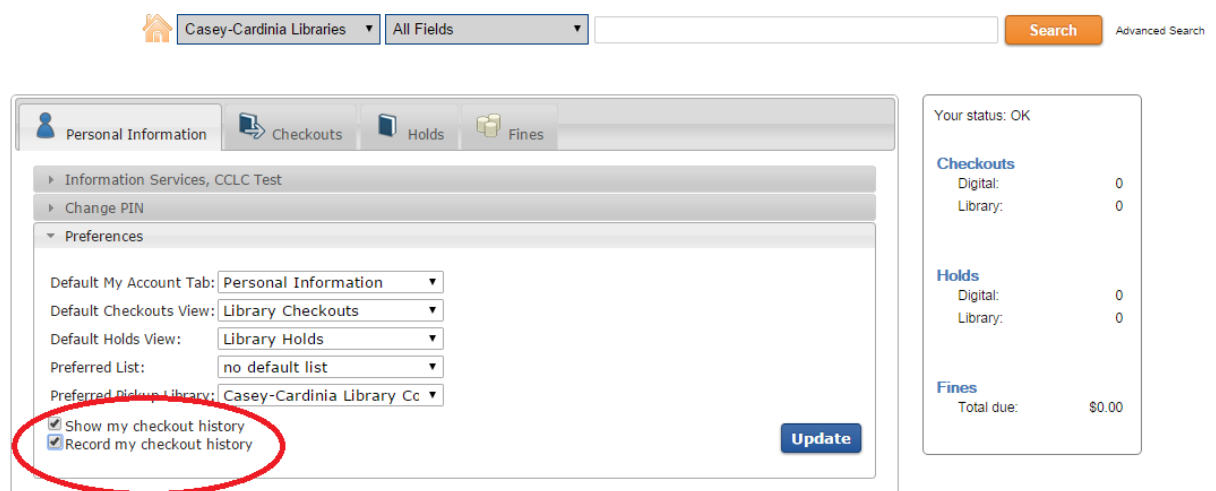 Casey-Cardinia Libraries All Fields Search Advanced Search
Personal Information Checkouts Holds Fines
Information Services, CCLC Test
Change PIN
Preferences
Default My Account Tab: Personal Information
Default Checkouts View: Library Checkouts
Default Holds View: Library Holds
Preferred List: no default list
Preferred Pickup Library: Casey-Cardinia Library Co
Show my checkout history
Record my checkout history
Update
Your status: OK
Checkouts
Digital: 0
Library: 0
Holds
Digital: 0
Library: 0
Fines
Total due: $0.00